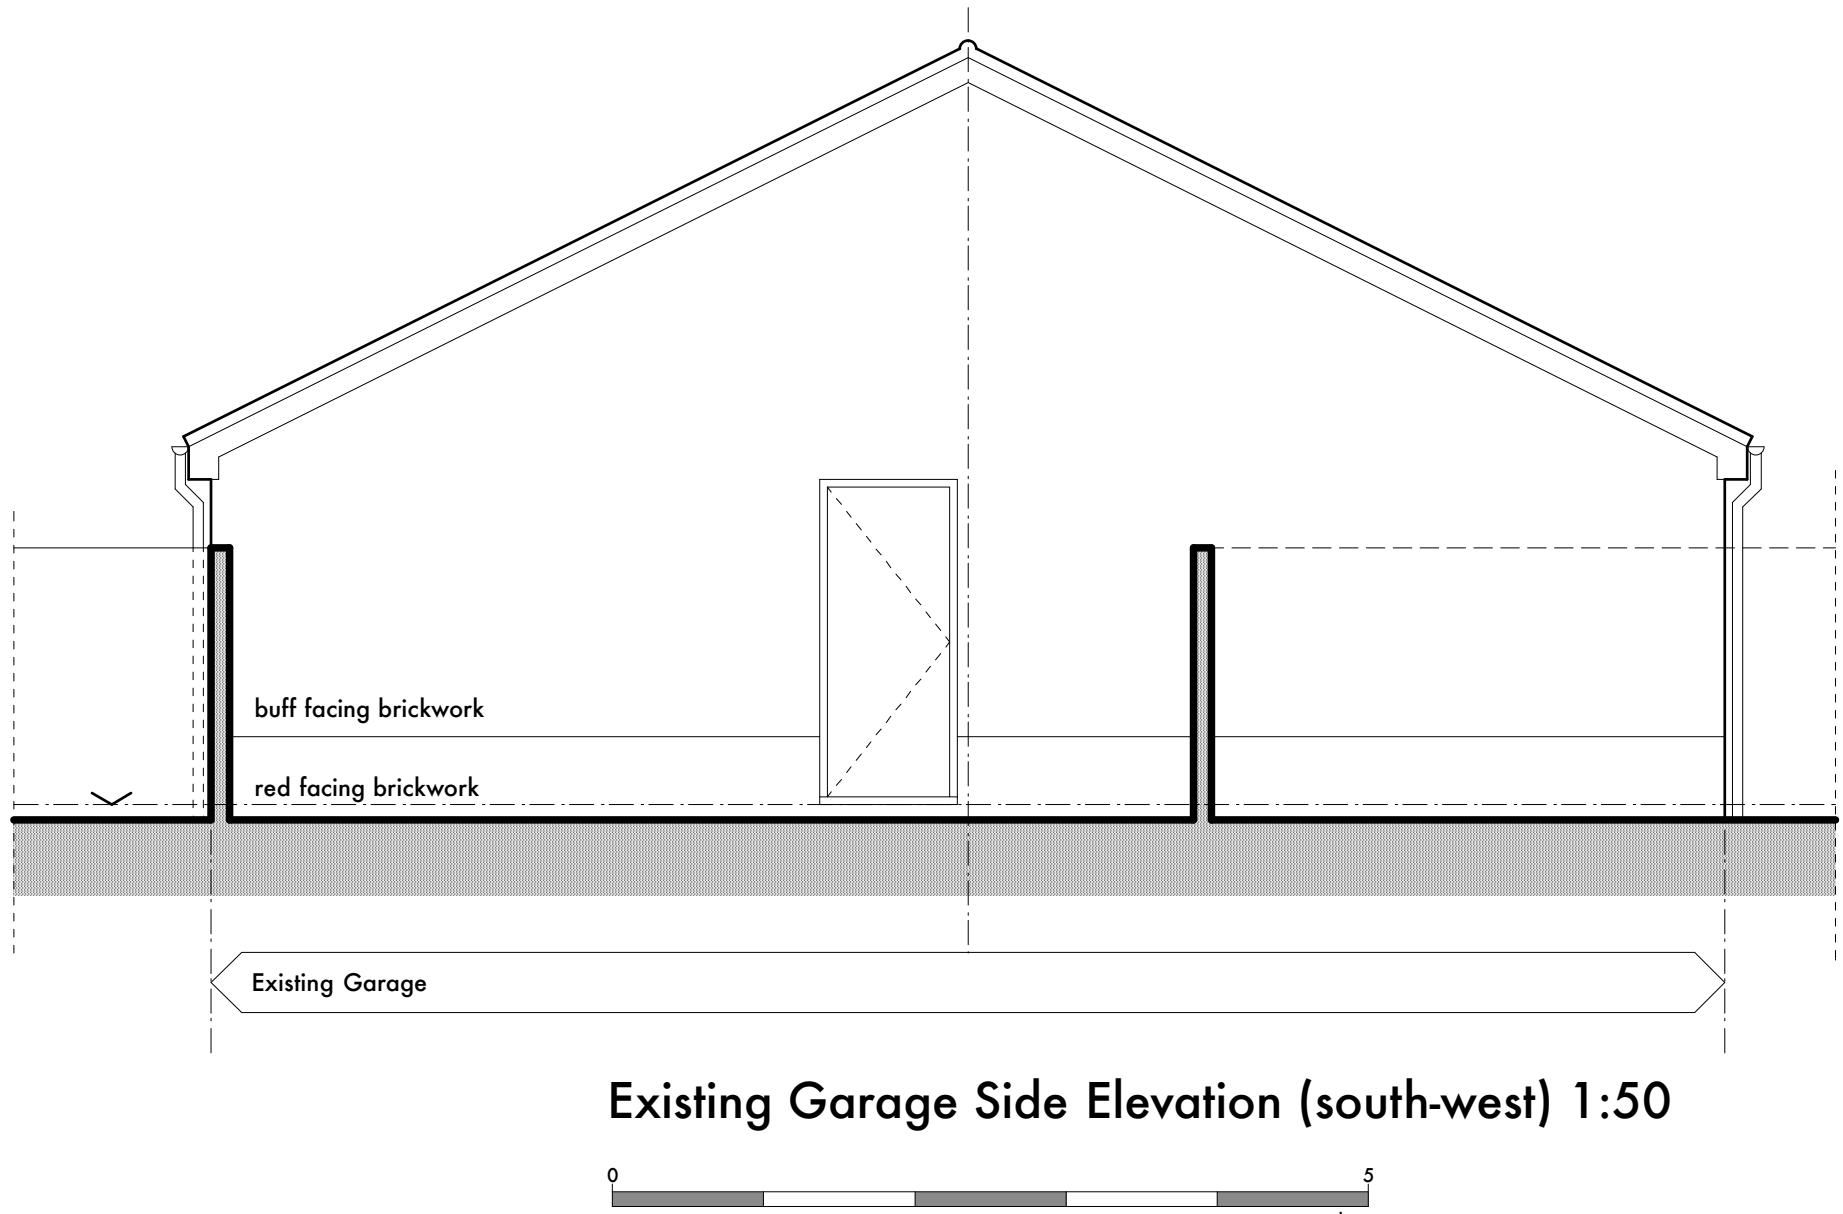 buff facing brickwork
red facing brickwork
Existing Garage
Existing Garage Side Elevation (south-west) 1:50
0 5